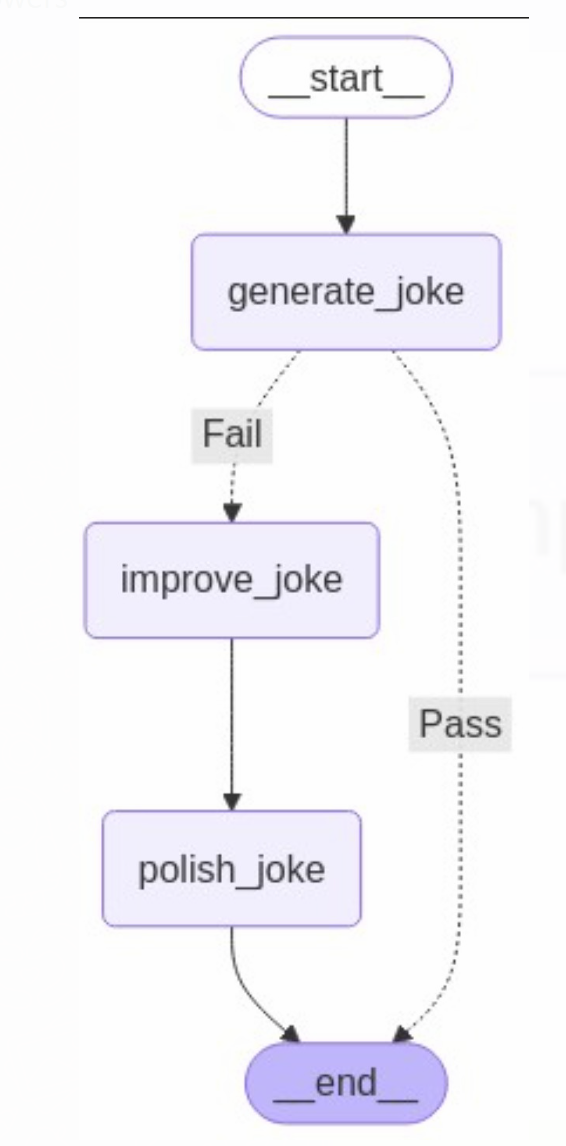 __start__
generate_joke
Fail
improve_joke
Pass
polish_joke
__end__